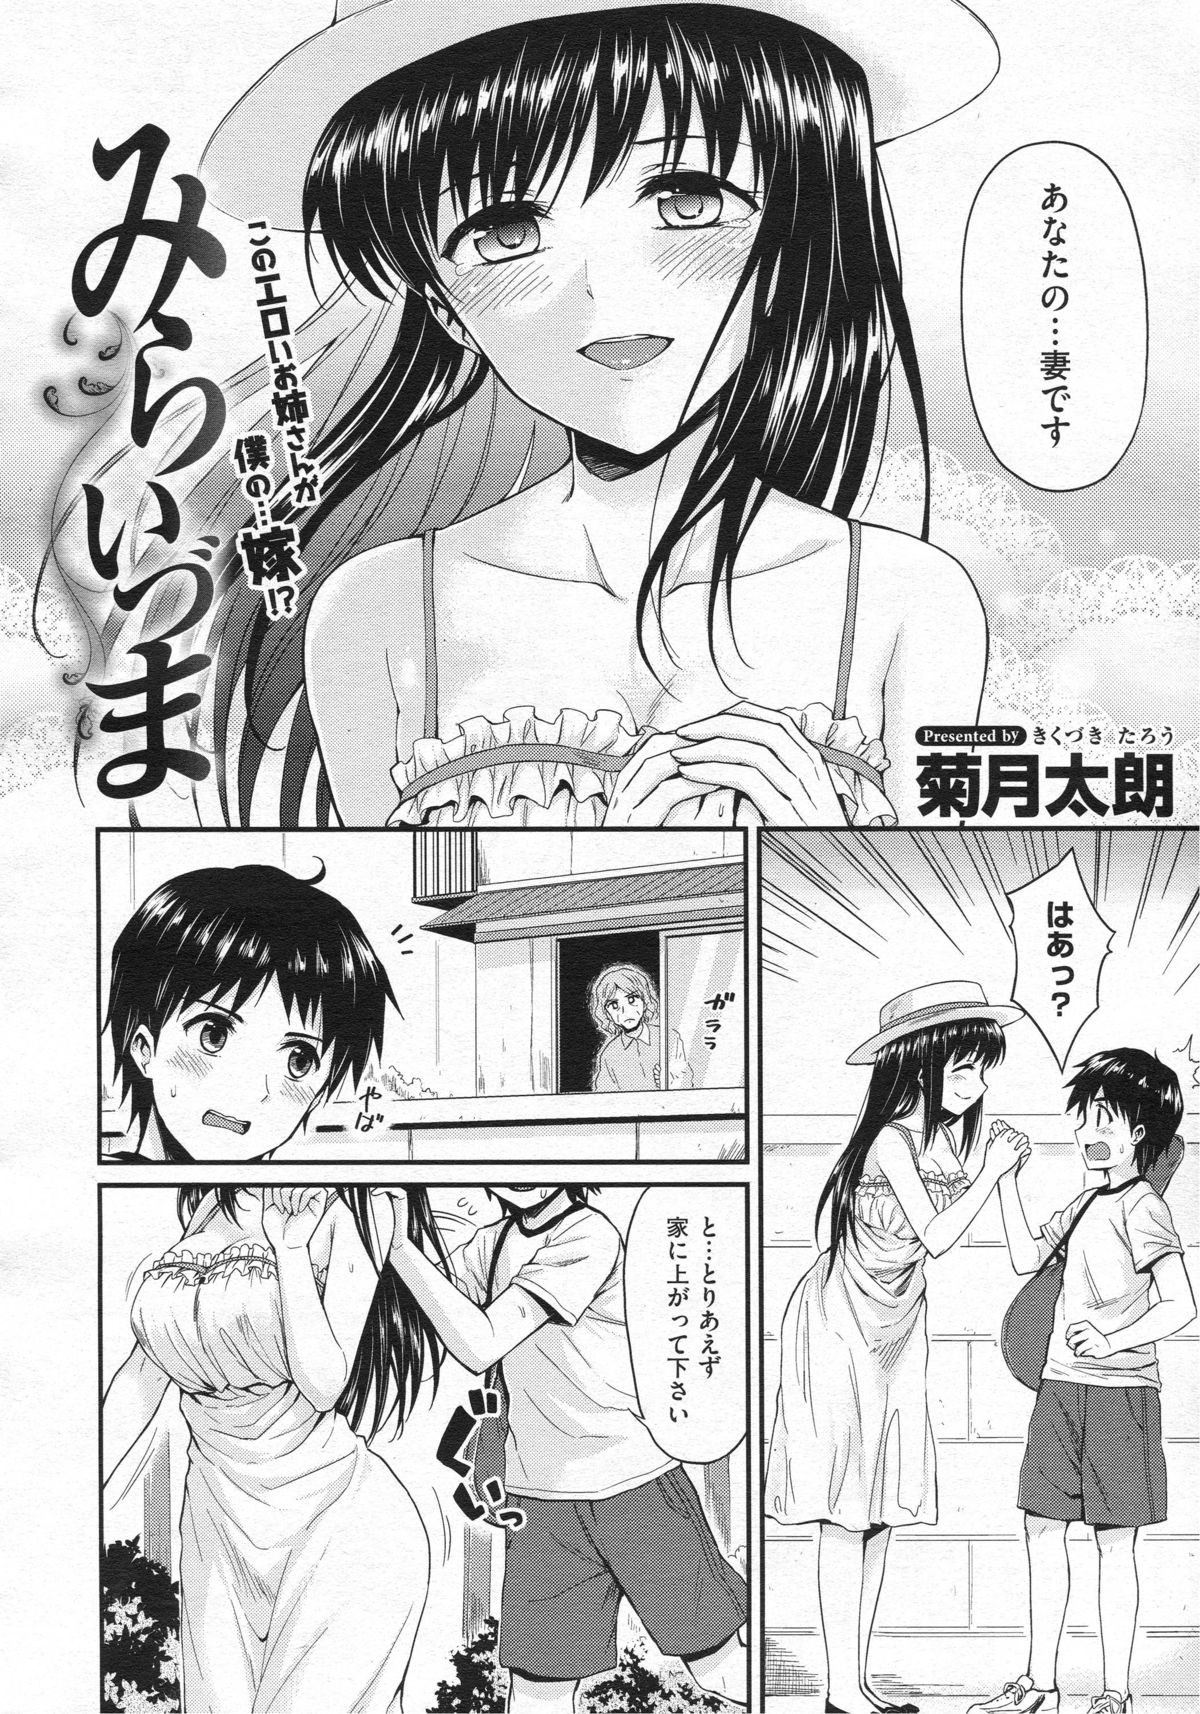 あなたの…妻です
みらいづま
このエロいお姉さんが
僕の…嫁!?
Presented by きくづき たろう
菊月太朗
はあっ？
ガララ
やば
と…とりあえず
家に上がって下さい
ぐいっ